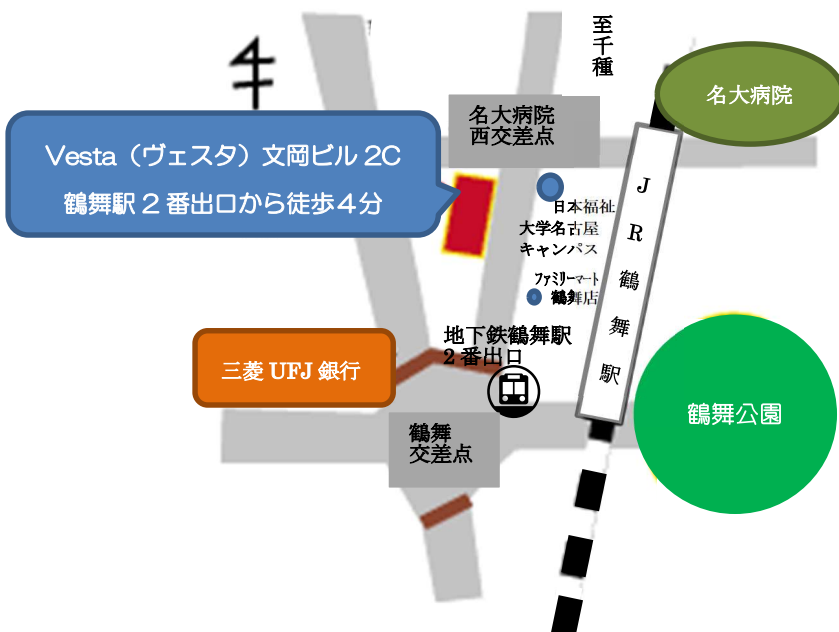 至千種
名大病院
名大病院
西交差点
Vesta（ヴェスタ）文岡ビル 2C
鶴舞駅 2 番出口から徒歩４分
日本福祉
大学名古屋
キャンパス
ファミリーマート
鶴舞店
JR鶴舞駅
地下鉄鶴舞駅
2 番出口
三菱 UFJ 銀行
鶴舞公園
鶴舞
交差点